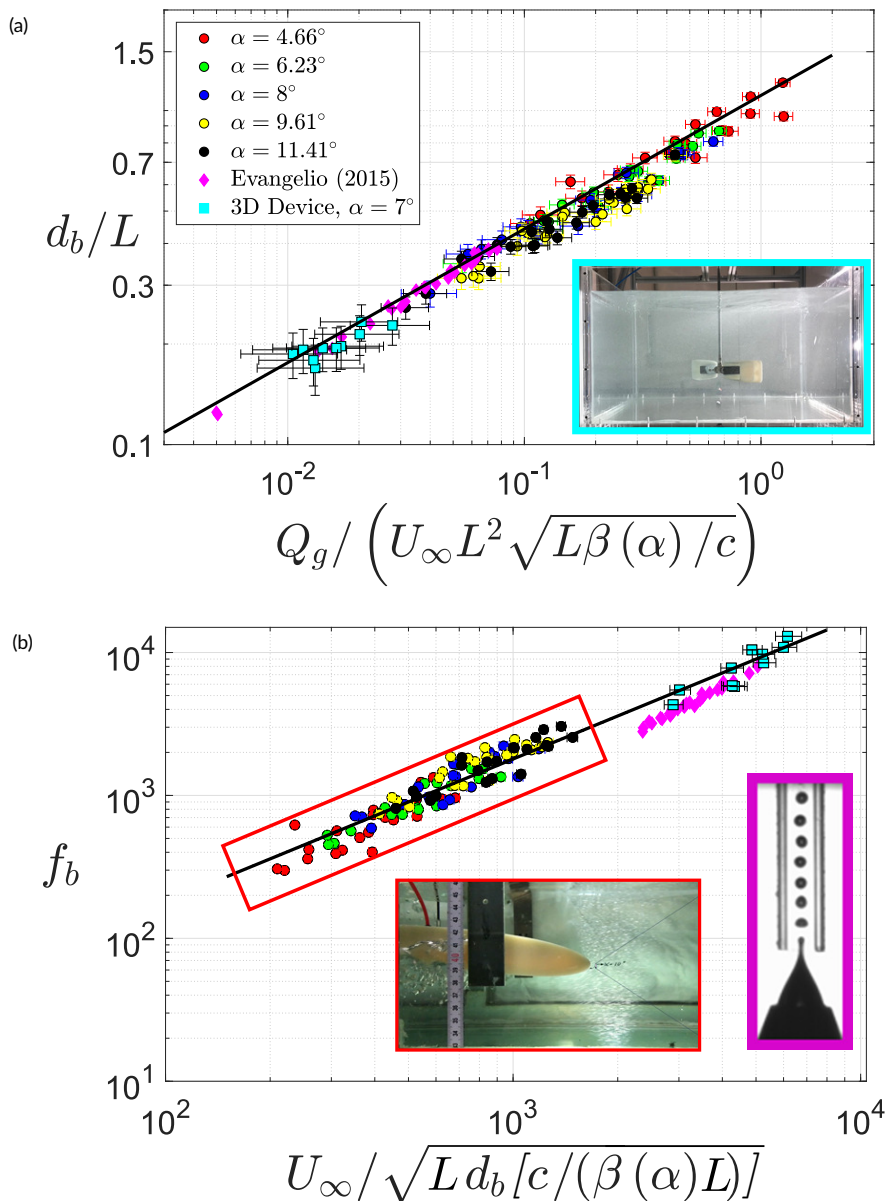 (a)
α = 4.66°
α = 6.23°
α = 8°
α = 9.61°
α = 11.41°
Evangelio (2015)
3D Device, α = 7°
1.5
0.7
d_b/L
0.3
0.1
10^-2 10^-1 10^0
Q_g / (U_∞ L^2 √(Lβ(α)/c))
(b)
10^4
10^3
f_b
10^2
10^1
10^2 10^3 10^4
U_∞/√(L d_b [c/(β(α)L)])